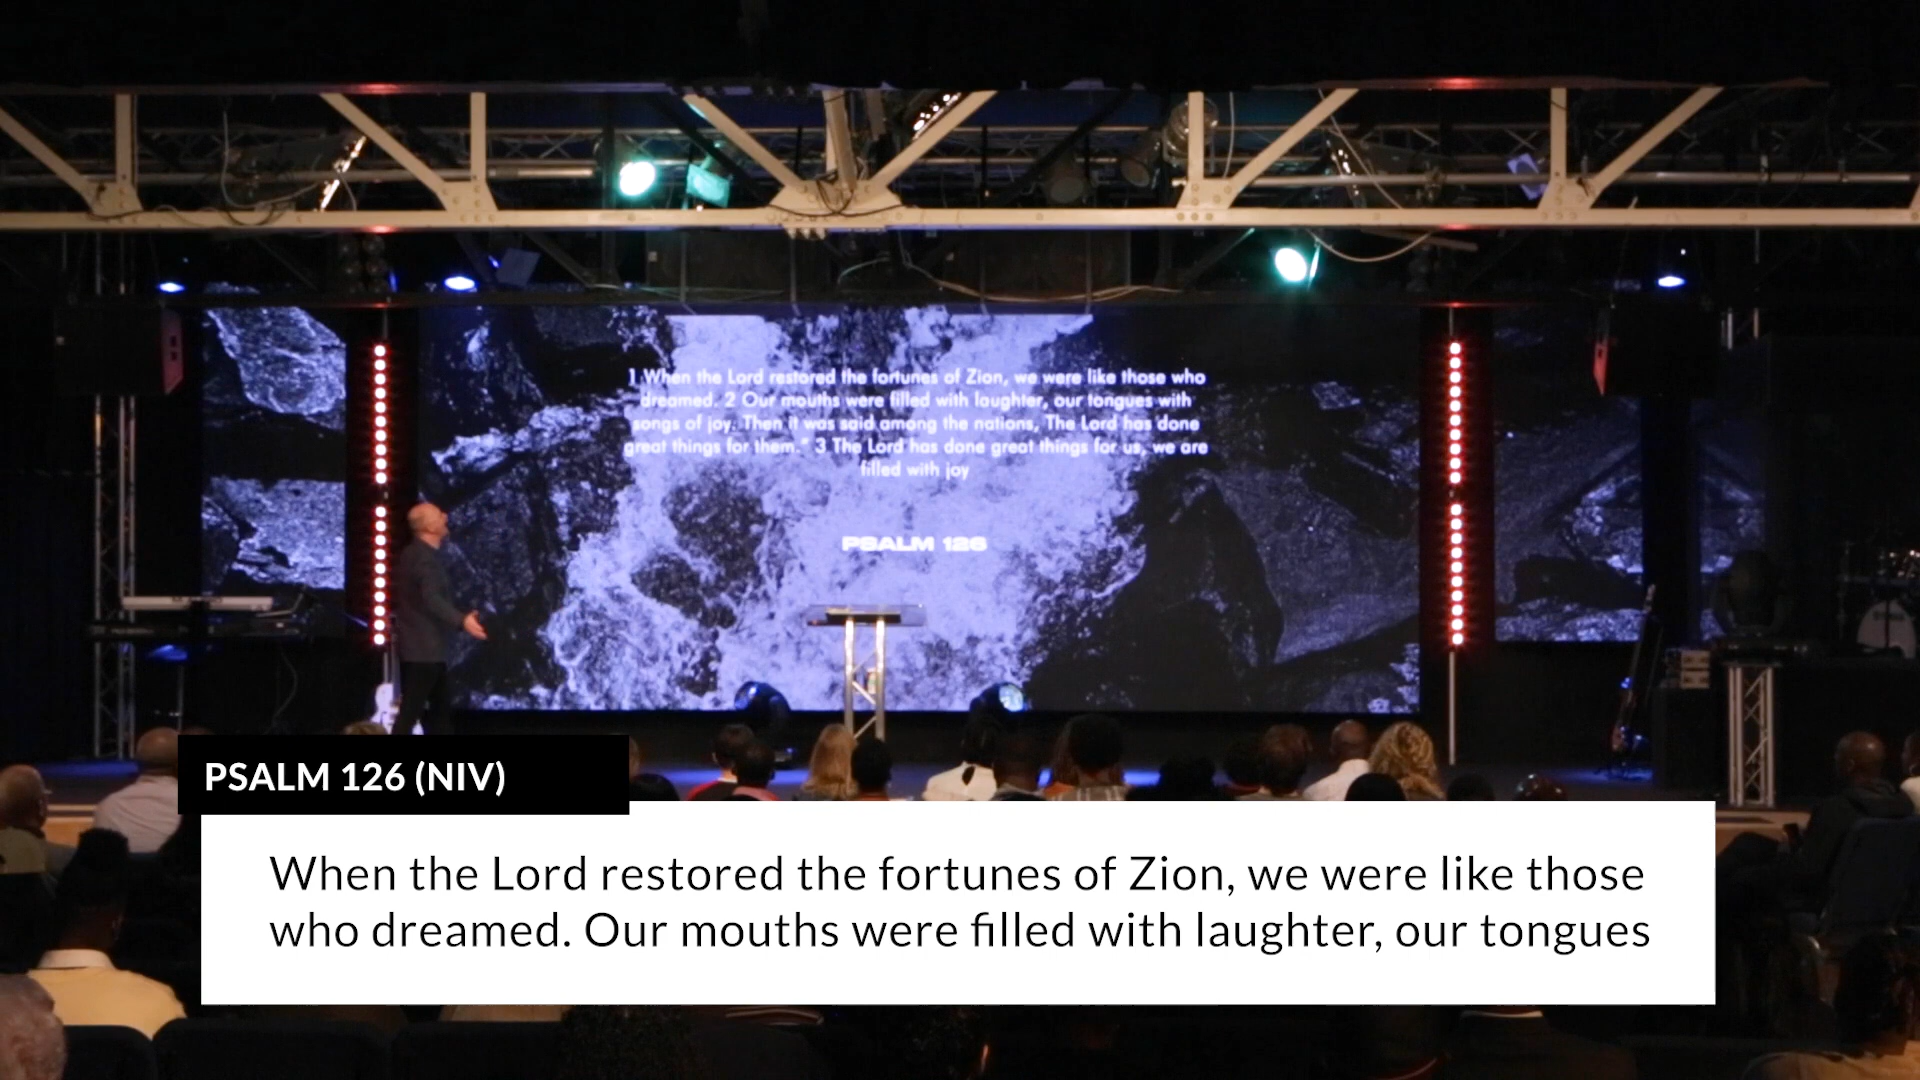 1 When the Lord restored the fortunes of Zion, we were like those who
dreamed. 2 Our mouths were filled with laughter, our tongues with
songs of joy. Then it was said among the nations, The Lord has done
great things for them." 3 The Lord has done great things for us, we are
filled with joy
PSALM 126
PSALM 126 (NIV)
When the Lord restored the fortunes of Zion, we were like those
who dreamed. Our mouths were filled with laughter, our tongues